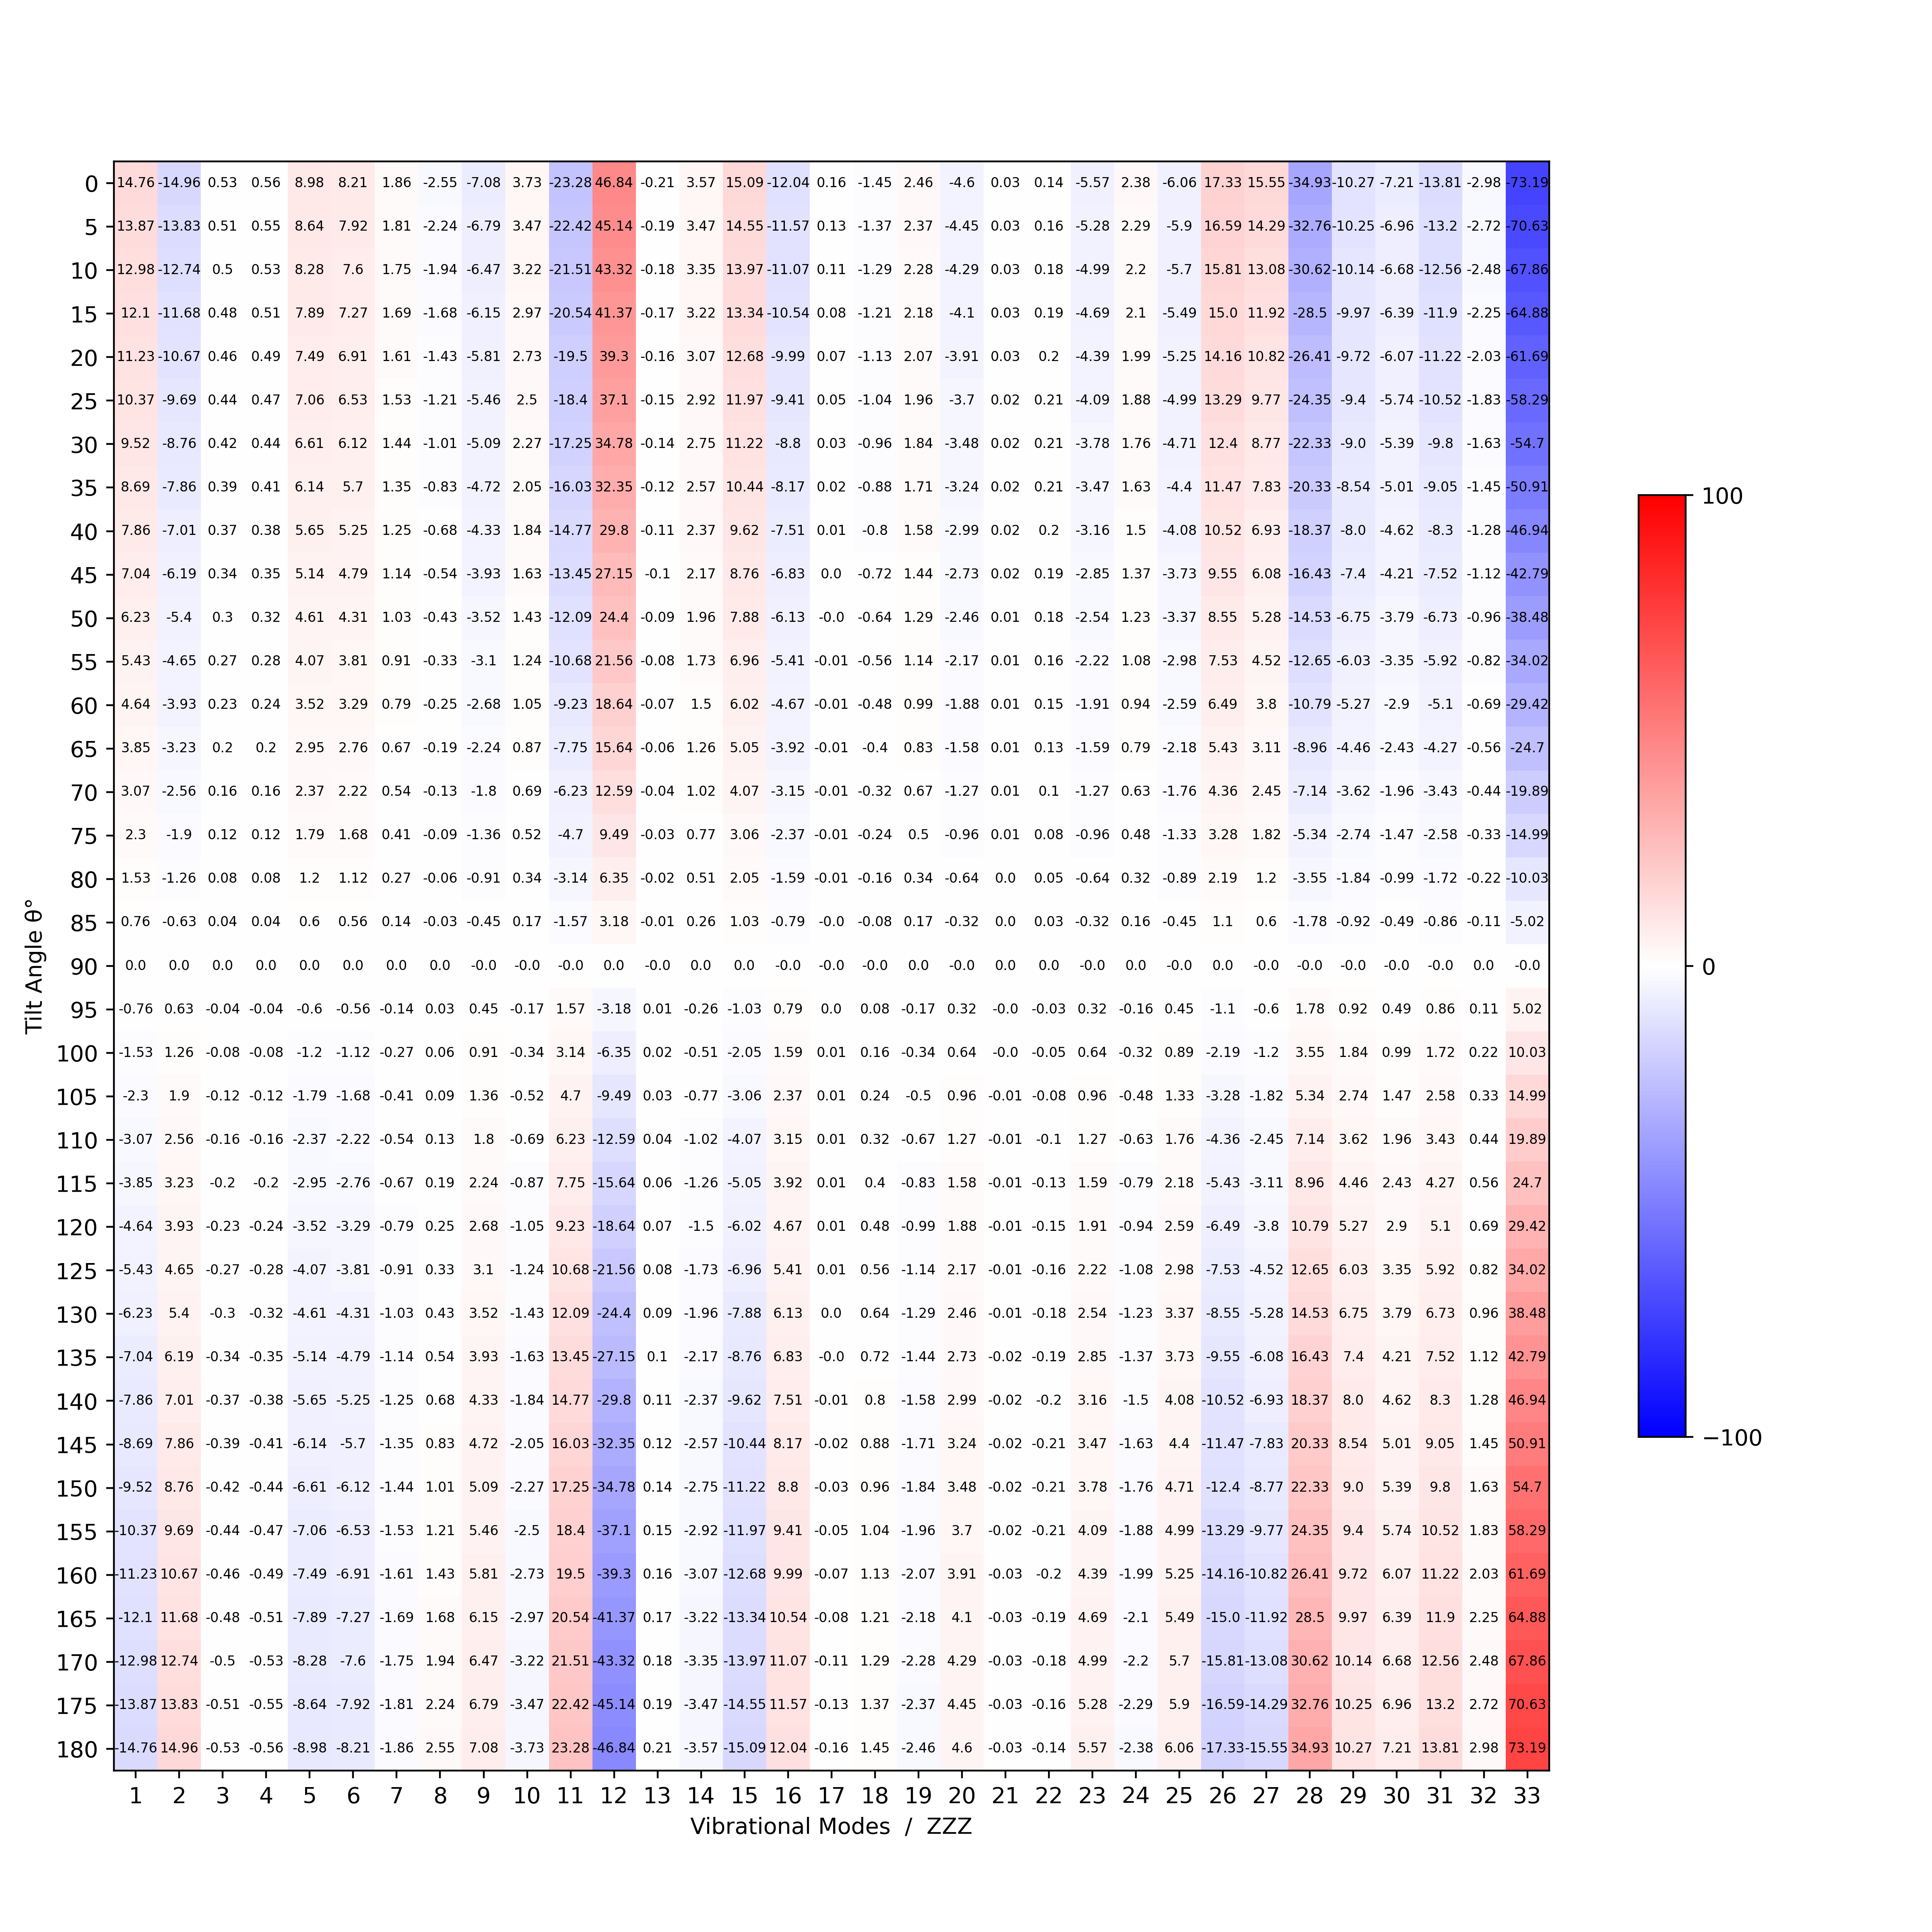 0 14.76 -14.96 0.53 0.56 8.98 8.21 1.86 -2.55 -7.08 3.73 -23.28 46.84 -0.21 3.57 15.09 -12.04 0.16 -1.45 2.46 -4.6 0.03 0.14 -5.57 2.38 -6.06 17.33 15.55 -34.93 -10.27 -7.21 -13.81 -2.98 -73.19
5 13.87 -13.83 0.51 0.55 8.64 7.92 1.81 -2.24 -6.79 3.47 -22.42 45.14 -0.19 3.47 14.55 -11.57 0.13 -1.37 2.37 -4.45 0.03 0.16 -5.28 2.29 -5.9 16.59 14.29 -32.76 -10.25 -6.96 -13.2 -2.72 -70.63
10 12.98 -12.74 0.5 0.53 8.28 7.6 1.75 -1.94 -6.47 3.22 -21.51 43.32 -0.18 3.35 13.97 -11.07 0.11 -1.29 2.28 -4.29 0.03 0.18 -4.99 2.2 -5.7 15.81 13.08 -30.62 -10.14 -6.68 -12.56 -2.48 -67.86
15 12.1 -11.68 0.48 0.51 7.89 7.27 1.69 -1.68 -6.15 2.97 -20.54 41.37 -0.17 3.22 13.34 -10.54 0.08 -1.21 2.18 -4.1 0.03 0.19 -4.69 2.1 -5.49 15.0 11.92 -28.5 -9.97 -6.39 -11.9 -2.25 -64.88
20 11.23 -10.67 0.46 0.49 7.49 6.91 1.61 -1.43 -5.81 2.73 -19.5 39.3 -0.16 3.07 12.68 -9.99 0.07 -1.13 2.07 -3.91 0.03 0.2 -4.39 1.99 -5.25 14.16 10.82 -26.41 -9.72 -6.07 -11.22 -2.03 -61.69
25 10.37 -9.69 0.44 0.47 7.06 6.53 1.53 -1.21 -5.46 2.5 -18.4 37.1 -0.15 2.92 11.97 -9.41 0.05 -1.04 1.96 -3.7 0.02 0.21 -4.09 1.88 -4.99 13.29 9.77 -24.35 -9.4 -5.74 -10.52 -1.83 -58.29
30 9.52 -8.76 0.42 0.44 6.61 6.12 1.44 -1.01 -5.09 2.27 -17.25 34.78 -0.14 2.75 11.22 -8.8 0.03 -0.96 1.84 -3.48 0.02 0.21 -3.78 1.76 -4.71 12.4 8.77 -22.33 -9.0 -5.39 -9.8 -1.63 -54.7
35 8.69 -7.86 0.39 0.41 6.14 5.7 1.35 -0.83 -4.72 2.05 -16.03 32.35 -0.12 2.57 10.44 -8.17 0.02 -0.88 1.71 -3.24 0.02 0.21 -3.47 1.63 -4.4 11.47 7.83 -20.33 -8.54 -5.01 -9.05 -1.45 -50.91
40 7.86 -7.01 0.37 0.38 5.65 5.25 1.25 -0.68 -4.33 1.84 -14.77 29.8 -0.11 2.37 9.62 -7.51 0.01 -0.8 1.58 -2.99 0.02 0.2 -3.16 1.5 -4.08 10.52 6.93 -18.37 -8.0 -4.62 -8.3 -1.28 -46.94
45 7.04 -6.19 0.34 0.35 5.14 4.79 1.14 -0.54 -3.93 1.63 -13.45 27.15 -0.1 2.17 8.76 -6.83 0.0 -0.72 1.44 -2.73 0.02 0.19 -2.85 1.37 -3.73 9.55 6.08 -16.43 -7.4 -4.21 -7.52 -1.12 -42.79
50 6.23 -5.4 0.3 0.32 4.61 4.31 1.03 -0.43 -3.52 1.43 -12.09 24.4 -0.09 1.96 7.88 -6.13 -0.0 -0.64 1.29 -2.46 0.01 0.18 -2.54 1.23 -3.37 8.55 5.28 -14.53 -6.75 -3.79 -6.73 -0.96 -38.48
55 5.43 -4.65 0.27 0.28 4.07 3.81 0.91 -0.33 -3.1 1.24 -10.68 21.56 -0.08 1.73 6.96 -5.41 -0.01 -0.56 1.14 -2.17 0.01 0.16 -2.22 1.08 -2.98 7.53 4.52 -12.65 -6.03 -3.35 -5.92 -0.82 -34.02
60 4.64 -3.93 0.23 0.24 3.52 3.29 0.79 -0.25 -2.68 1.05 -9.23 18.64 -0.07 1.5 6.02 -4.67 -0.01 -0.48 0.99 -1.88 0.01 0.15 -1.91 0.94 -2.59 6.49 3.8 -10.79 -5.27 -2.9 -5.1 -0.69 -29.42
65 3.85 -3.23 0.2 0.2 2.95 2.76 0.67 -0.19 -2.24 0.87 -7.75 15.64 -0.06 1.26 5.05 -3.92 -0.01 -0.4 0.83 -1.58 0.01 0.13 -1.59 0.79 -2.18 5.43 3.11 -8.96 -4.46 -2.43 -4.27 -0.56 -24.7
70 3.07 -2.56 0.16 0.16 2.37 2.22 0.54 -0.13 -1.8 0.69 -6.23 12.59 -0.04 1.02 4.07 -3.15 -0.01 -0.32 0.67 -1.27 0.01 0.1 -1.27 0.63 -1.76 4.36 2.45 -7.14 -3.62 -1.96 -3.43 -0.44 -19.89
75 2.3 -1.9 0.12 0.12 1.79 1.68 0.41 -0.09 -1.36 0.52 -4.7 9.49 -0.03 0.77 3.06 -2.37 -0.01 -0.24 0.5 -0.96 0.01 0.08 -0.96 0.48 -1.33 3.28 1.82 -5.34 -2.74 -1.47 -2.58 -0.33 -14.99
80 1.53 -1.26 0.08 0.08 1.2 1.12 0.27 -0.06 -0.91 0.34 -3.14 6.35 -0.02 0.51 2.05 -1.59 -0.01 -0.16 0.34 -0.64 0.0 0.05 -0.64 0.32 -0.89 2.19 1.2 -3.55 -1.84 -0.99 -1.72 -0.22 -10.03
85 0.76 -0.63 0.04 0.04 0.6 0.56 0.14 -0.03 -0.45 0.17 -1.57 3.18 -0.01 0.26 1.03 -0.79 -0.0 -0.08 0.17 -0.32 0.0 0.03 -0.32 0.16 -0.45 1.1 0.6 -1.78 -0.92 -0.49 -0.86 -0.11 -5.02
90 0.0 0.0 0.0 0.0 0.0 0.0 0.0 0.0 -0.0 -0.0 -0.0 0.0 -0.0 0.0 0.0 -0.0 -0.0 -0.0 0.0 -0.0 0.0 0.0 -0.0 0.0 -0.0 0.0 0.0 -0.0 -0.0 -0.0 -0.0 -0.0 -0.0
95 -0.76 0.63 -0.04 -0.04 -0.6 -0.56 -0.14 0.03 0.45 -0.17 1.57 -3.18 0.01 -0.26 -1.03 0.79 0.0 0.08 -0.17 0.32 -0.0 -0.03 0.32 -0.16 0.45 -1.1 -0.6 1.78 0.92 0.49 0.86 0.11 5.02
100 -1.53 1.26 -0.08 -0.08 -1.2 -1.12 -0.27 0.06 0.91 -0.34 3.14 -6.35 0.02 -0.51 -2.05 1.59 0.01 0.16 -0.34 0.64 -0.0 -0.05 0.64 -0.32 0.89 -2.19 -1.2 3.55 1.84 0.99 1.72 0.22 10.03
105 -2.3 1.9 -0.12 -0.12 -1.79 -1.68 -0.41 0.09 1.36 -0.52 4.7 -9.49 0.03 -0.77 -3.06 2.37 0.01 0.24 -0.5 0.96 -0.01 -0.08 0.96 -0.48 1.33 -3.28 -1.82 5.34 2.74 1.47 2.58 0.33 14.99
110 -3.07 2.56 -0.16 -0.16 -2.37 -2.22 -0.54 0.13 1.8 -0.69 6.23 -12.59 0.04 -1.02 -4.07 3.15 0.01 0.32 -0.67 1.27 -0.01 -0.1 1.27 -0.63 1.76 -4.36 -2.45 7.14 3.62 1.96 3.43 0.44 19.89
115 -3.85 3.23 -0.2 -0.2 -2.95 -2.76 -0.67 0.19 2.24 -0.87 7.75 -15.64 0.06 -1.26 -5.05 3.92 0.01 0.4 -0.83 1.58 -0.01 -0.13 1.59 -0.79 2.18 -5.43 -3.11 8.96 4.46 2.43 4.27 0.56 24.7
120 -4.64 3.93 -0.23 -0.24 -3.52 -3.29 -0.79 0.25 2.68 -1.05 9.23 -18.64 0.07 -1.5 -6.02 4.67 0.01 0.48 -0.99 1.88 -0.01 -0.15 1.91 -0.94 2.59 -6.49 -3.8 10.79 5.27 2.9 5.1 0.69 29.42
125 -5.43 4.65 -0.27 -0.28 -4.07 -3.81 -0.91 0.33 3.1 -1.24 10.68 -21.56 0.08 -1.73 -6.96 5.41 0.01 0.56 -1.14 2.17 -0.01 -0.16 2.22 -1.08 2.98 -7.53 -4.52 12.65 6.03 3.35 5.92 0.82 34.02
130 -6.23 5.4 -0.3 -0.32 -4.61 -4.31 -1.03 0.43 3.52 -1.43 12.09 -24.4 0.09 -1.96 -7.88 6.13 0.0 0.64 -1.29 2.46 -0.01 -0.18 2.54 -1.23 3.37 -8.55 -5.28 14.53 6.75 3.79 6.73 0.96 38.48
135 -7.04 6.19 -0.34 -0.35 -5.14 -4.79 -1.14 0.54 3.93 -1.63 13.45 -27.15 0.1 -2.17 -8.76 6.83 -0.0 0.72 -1.44 2.73 -0.02 -0.19 2.85 -1.37 3.73 -9.55 -6.08 16.43 7.4 4.21 7.52 1.12 42.79
140 -7.86 7.01 -0.37 -0.38 -5.65 -5.25 -1.25 0.68 4.33 -1.84 14.77 -29.8 0.11 -2.37 -9.62 7.51 -0.01 0.8 -1.58 2.99 -0.02 -0.2 3.16 -1.5 4.08 -10.52 -6.93 18.37 8.0 4.62 8.3 1.28 46.94
145 -8.69 7.86 -0.39 -0.41 -6.14 -5.7 -1.35 0.83 4.72 -2.05 16.03 -32.35 0.12 -2.57 -10.44 8.17 -0.02 0.88 -1.71 3.24 -0.02 -0.21 3.47 -1.63 4.4 -11.47 -7.83 20.33 8.54 5.01 9.05 1.45 50.91
150 -9.52 8.76 -0.42 -0.44 -6.61 -6.12 -1.44 1.01 5.09 -2.27 17.25 -34.78 0.14 -2.75 -11.22 8.8 -0.03 0.96 -1.84 3.48 -0.02 -0.21 3.78 -1.76 4.71 -12.4 -8.77 22.33 9.0 5.39 9.8 1.63 54.7
155 -10.37 9.69 -0.44 -0.47 -7.06 -6.53 -1.53 1.21 5.46 -2.5 18.4 -37.1 0.15 -2.92 -11.97 9.41 -0.05 1.04 -1.96 3.7 -0.02 -0.21 4.09 -1.88 4.99 -13.29 -9.77 24.35 9.4 5.74 10.52 1.83 58.29
160 -11.23 10.67 -0.46 -0.49 -7.49 -6.91 -1.61 1.43 5.81 -2.73 19.5 -39.3 0.16 -3.07 -12.68 9.99 -0.07 1.13 -2.07 3.91 -0.03 -0.2 4.39 -1.99 5.25 -14.16 -10.82 26.41 9.72 6.07 11.22 2.03 61.69
165 -12.1 11.68 -0.48 -0.51 -7.89 -7.27 -1.69 1.68 6.15 -2.97 20.54 -41.37 0.17 -3.22 -13.34 10.54 -0.08 1.21 -2.18 4.1 -0.03 -0.19 4.69 -2.1 5.49 -15.0 -11.92 28.5 9.97 6.39 11.9 2.25 64.88
170 -12.98 12.74 -0.5 -0.53 -8.28 -7.6 -1.75 1.94 6.47 -3.22 21.51 -43.32 0.18 -3.35 -13.97 11.07 -0.11 1.29 -2.28 4.29 -0.03 -0.18 4.99 -2.2 5.7 -15.81 -13.08 30.62 10.14 6.68 12.56 2.48 67.86
175 -13.87 13.83 -0.51 -0.55 -8.64 -7.92 -1.81 2.24 6.79 -3.47 22.42 -45.14 0.19 -3.47 -14.55 11.57 -0.13 1.37 -2.37 4.45 -0.03 -0.16 5.28 -2.29 5.9 -16.59 -14.29 32.76 10.25 6.96 13.2 2.72 70.63
180 -14.76 14.96 -0.53 -0.56 -8.98 -8.21 -1.86 2.55 7.08 -3.73 23.28 -46.84 0.21 -3.57 -15.09 12.04 -0.16 1.45 -2.46 4.6 -0.03 -0.14 5.57 -2.38 6.06 -17.33 -15.55 34.93 10.27 7.21 13.81 2.98 73.19
1 2 3 4 5 6 7 8 9 10 11 12 13 14 15 16 17 18 19 20 21 22 23 24 25 26 27 28 29 30 31 32 33
Vibrational Modes / ZZZ
Tilt Angle θ°
100
0
−100